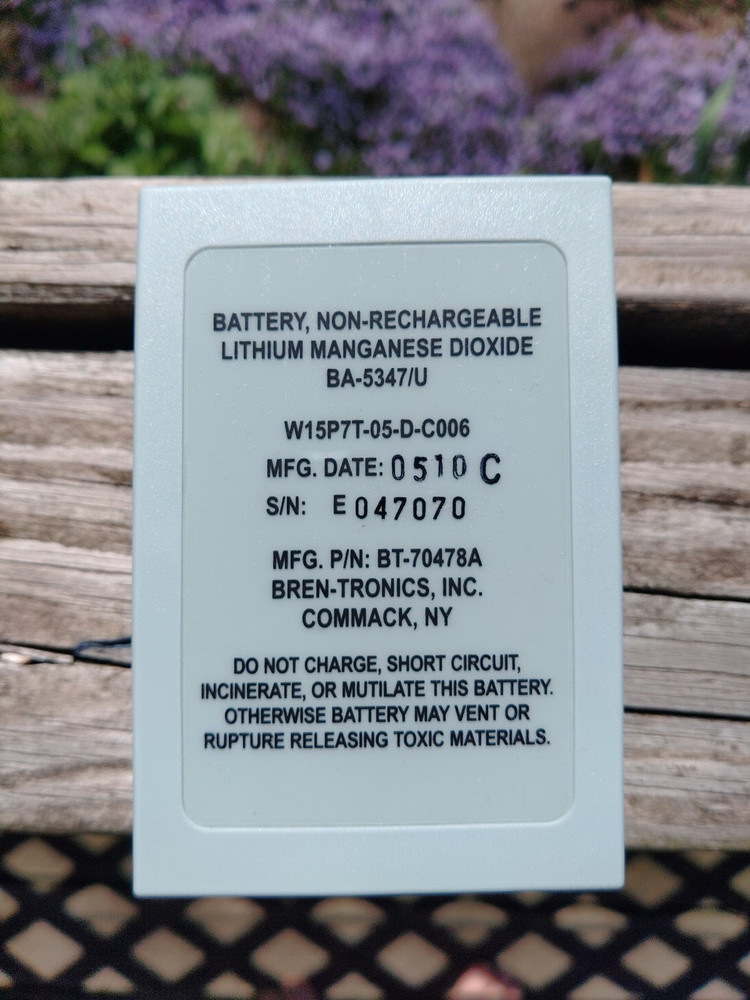 BATTERY, NON-RECHARGEABLE
LITHIUM MANGANESE DIOXIDE
BA-5347/U
W15P7T-05-D-C006
MFG. DATE: 0510 C
S/N: E 047070
MFG. P/N: BT-70478A
BREN-TRONICS, INC.
COMMACK, NY
DO NOT CHARGE, SHORT CIRCUIT,
INCINERATE, OR MUTILATE THIS BATTERY.
OTHERWISE BATTERY MAY VENT OR
RUPTURE RELEASING TOXIC MATERIALS.